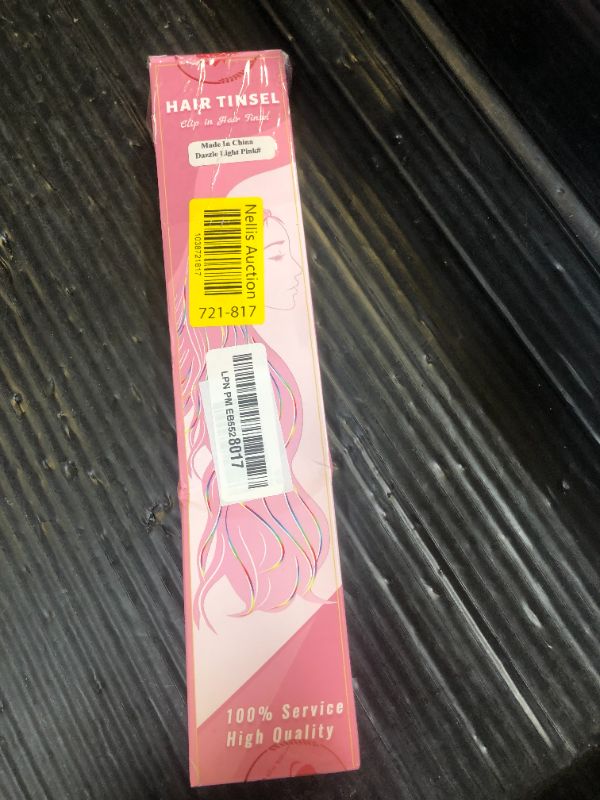 HAIR TINSEL
Clip in Hair Tinsel
Made In China
Dazzle Light Pink#
Nellis Auction
1038721817
721-817
LPN PM EB5528017
100% Service
High Quality